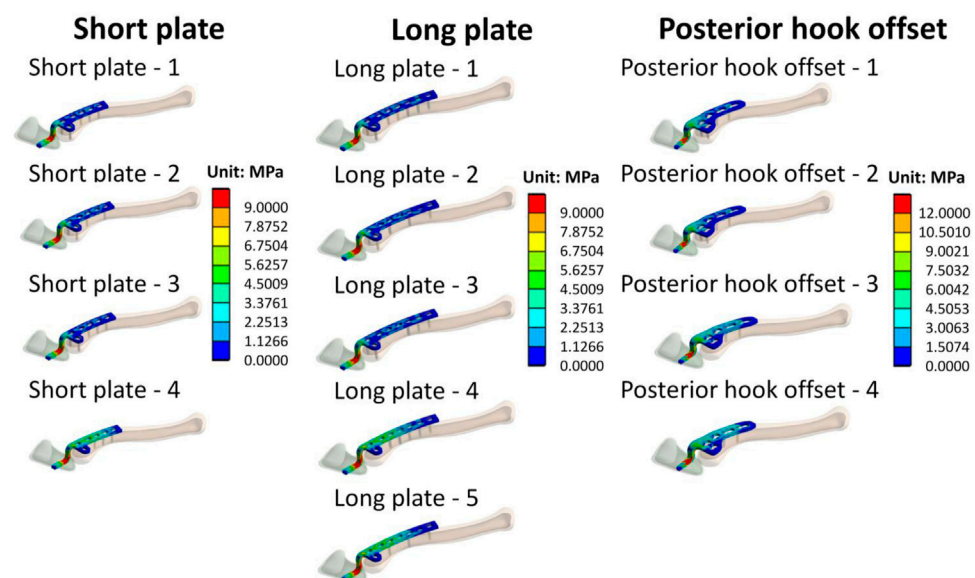 Short plate
Short plate - 1
Short plate - 2
Unit: MPa
9.0000
7.8752
6.7504
5.6257
4.5009
3.3761
2.2513
1.1266
0.0000
Short plate - 3
Short plate - 4
Long plate
Long plate - 1
Long plate - 2
Unit: MPa
9.0000
7.8752
6.7504
5.6257
4.5009
3.3761
2.2513
1.1266
0.0000
Long plate - 3
Long plate - 4
Long plate - 5
Posterior hook offset
Posterior hook offset - 1
Posterior hook offset - 2
Unit: MPa
12.0000
10.5010
9.0021
7.5032
6.0042
4.5053
3.0063
1.5074
0.0000
Posterior hook offset - 3
Posterior hook offset - 4